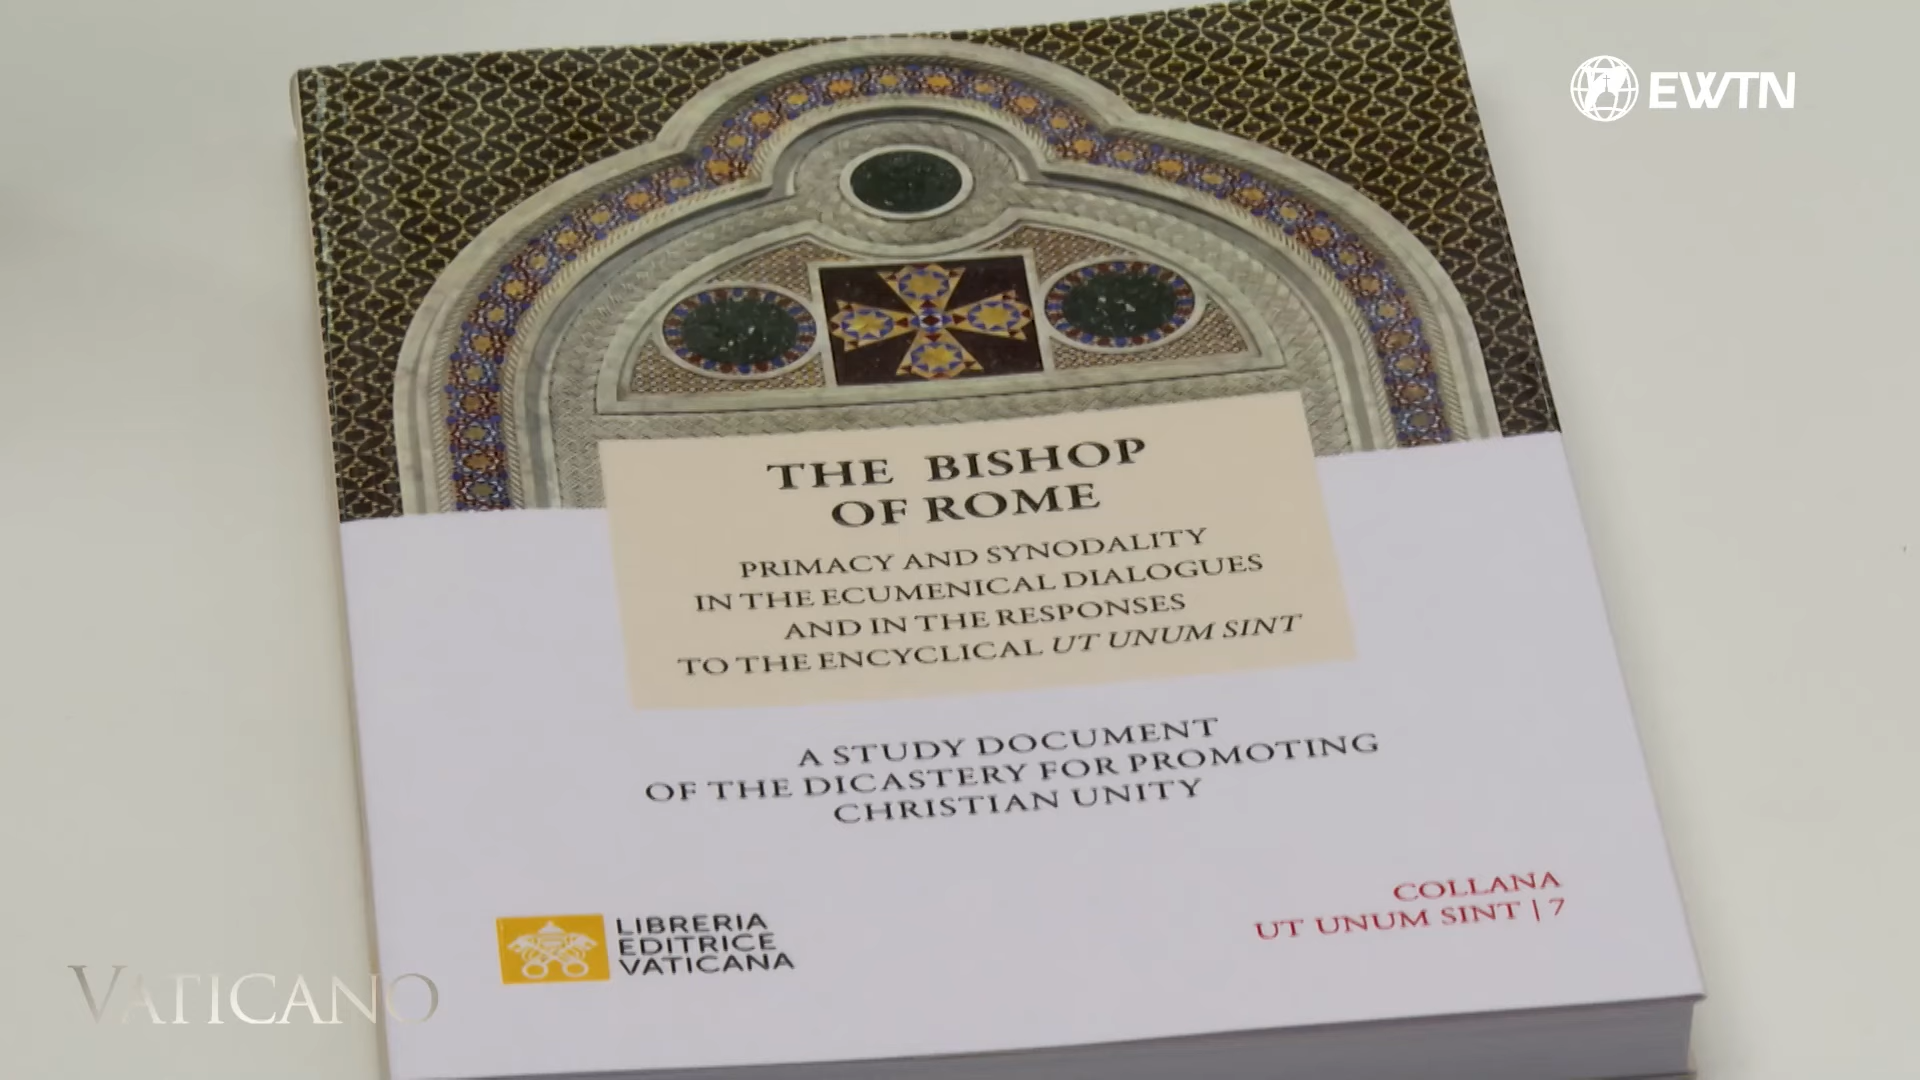 EWTN
THE BISHOP
OF ROME
PRIMACY AND SYNODALITY
IN THE ECUMENICAL DIALOGUES
AND IN THE RESPONSES
TO THE ENCYCLICAL UT UNUM SINT
A STUDY DOCUMENT
OF THE DICASTERY FOR PROMOTING
CHRISTIAN UNITY
COLLANA
UT UNUM SINT | 7
LIBRERIA
EDITRICE
VATICANA
VATICANO